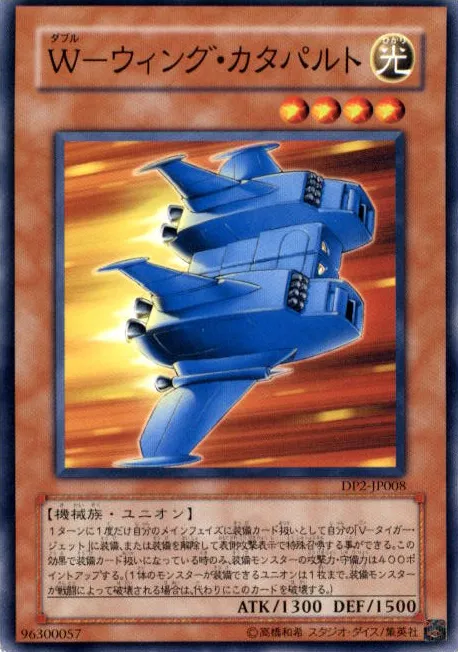 ダブル
W－ウィング・カタパルト
ひかり
光
DP2-JP008
【機械族・ユニオン】
1ターンに1度だけ自分のメインフェイズに装備カード扱いとして自分の「V－タイガー・
ジェット」に装備、または装備を解除して表側攻撃表示で特殊召喚する事ができる。この
効果で装備カード扱いになっている時のみ、装備モンスターの攻撃力・守備力は400ポ
イントアップする。(1体のモンスターが装備できるユニオンは1枚まで。装備モンスター
が戦闘によって破壊される場合は、代わりにこのカードを破壊する。)
ATK/1300 DEF/1500
96300057
©高橋和希 スタジオ・ダイス/集英社